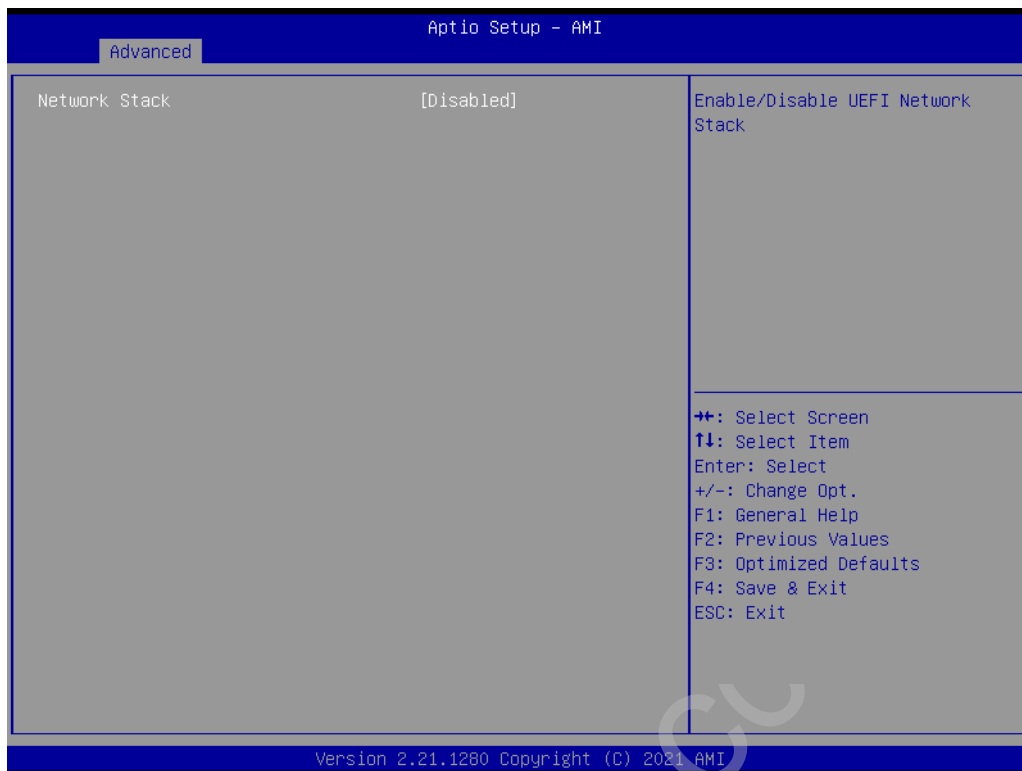 Aptio Setup – AMI
Advanced
Network Stack [Disabled]
Enable/Disable UEFI Network
Stack
→←: Select Screen
↑↓: Select Item
Enter: Select
+/-: Change Opt.
F1: General Help
F2: Previous Values
F3: Optimized Defaults
F4: Save & Exit
ESC: Exit
Version 2.21.1280 Copyright (C) 2021 AMI